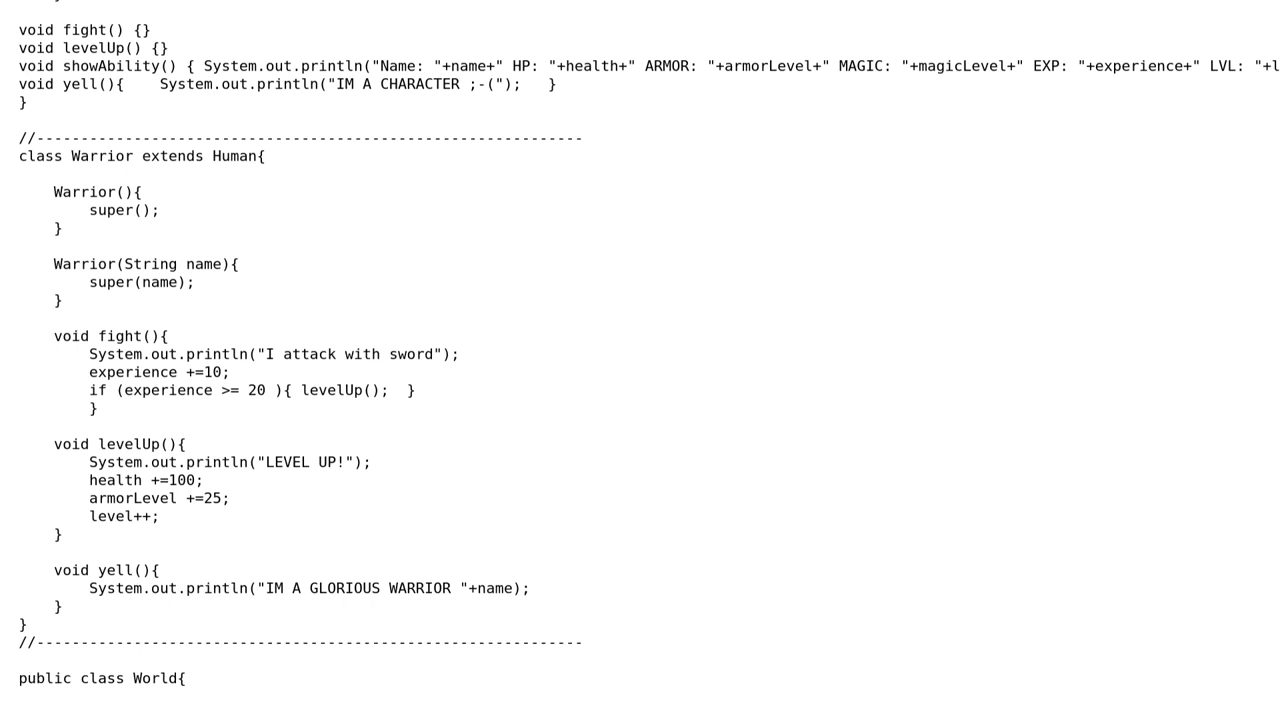 void fight() {}
void levelUp() {}
void showAbility() { System.out.println("Name: "+name+" HP: "+health+" ARMOR: "+armorLevel+" MAGIC: "+magicLevel+" EXP: "+experience+" LVL: "+l
void yell(){    System.out.println("IM A CHARACTER ;-(");   }
}
//--------------------------------------------------------------
class Warrior extends Human{
    Warrior(){
        super();
    }
    Warrior(String name){
        super(name);
    }
    void fight(){
        System.out.println("I attack with sword");
        experience +=10;
        if (experience >= 20 ){ levelUp();  }
        }
    void levelUp(){
        System.out.println("LEVEL UP!");
        health +=100;
        armorLevel +=25;
        level++;
    }
    void yell(){
        System.out.println("IM A GLORIOUS WARRIOR "+name);
    }
}
//--------------------------------------------------------------
public class World{